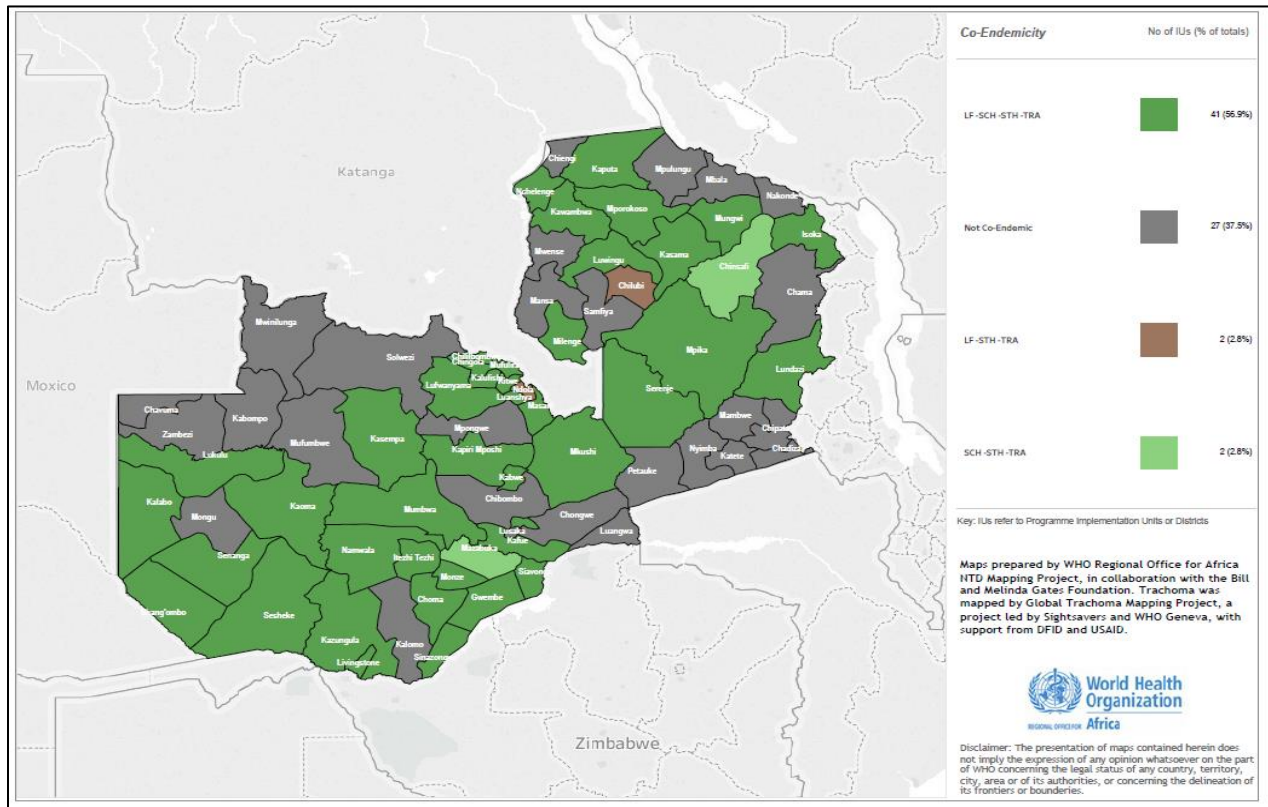 Co-Endemicity No of IUs (% of totals)
LF -SCH -STH -TRA 41 (56.9%)
Not Co-Endemic 27 (37.5%)
LF -STH -TRA 2 (2.8%)
SCH -STH -TRA 2 (2.8%)
Key: IUs refer to Programme Implementation Units or Districts
Maps prepared by WHO Regional Office for Africa
NTD Mapping Project, in collaboration with the Bill
and Melinda Gates Foundation. Trachoma was
mapped by Global Trachoma Mapping Project, a
project led by Sightsavers and WHO Geneva, with
support from DFID and USAID.
World Health
Organization
REGIONAL OFFICE FOR Africa
Disclaimer: The presentation of maps contained herein does
not imply the expression of any opinion whatsoever on the part
of WHO concerning the legal status of any country, territory,
city, area or of its authorities, or concerning the delineation of
its frontiers or bounderies.
Katanga
Mexico
Zimbabwe
Chiengi
Kaputa
Mpulungu
Mbala
Nakonde
Nchelenge
Kawambwa
Mporokoso
Mungwi
Isoka
Mwense
Luwingu
Kasama
Chinsali
Chilubi
Chama
Mansa
Samfiya
Milenge
Mpika
Lundazi
Serenje
Mwinilunga
Solwezi
Lufwanyama
Kalulishi
Kitwe
Ndola
Luanshya
Masai
Chavuma
Zambezi
Kabompo
Mufumbwe
Kasempa
Mpongwe
Kapiri Mposhi
Kabwe
Mkushi
Mambwe
Chipata
Chadiza
Katete
Nyimba
Petauke
Lukulu
Kalabo
Mongu
Kaoma
Mumbwa
Chibombo
Chongwe
Luangwa
Lusaka
Kafue
Senanga
Namwala
Itezhi Tezhi
Mazabuka
Monze
Siavong
Sesheke
Choma
Gwembe
Kazungula
Kalomo
Livingstone
Sinazong